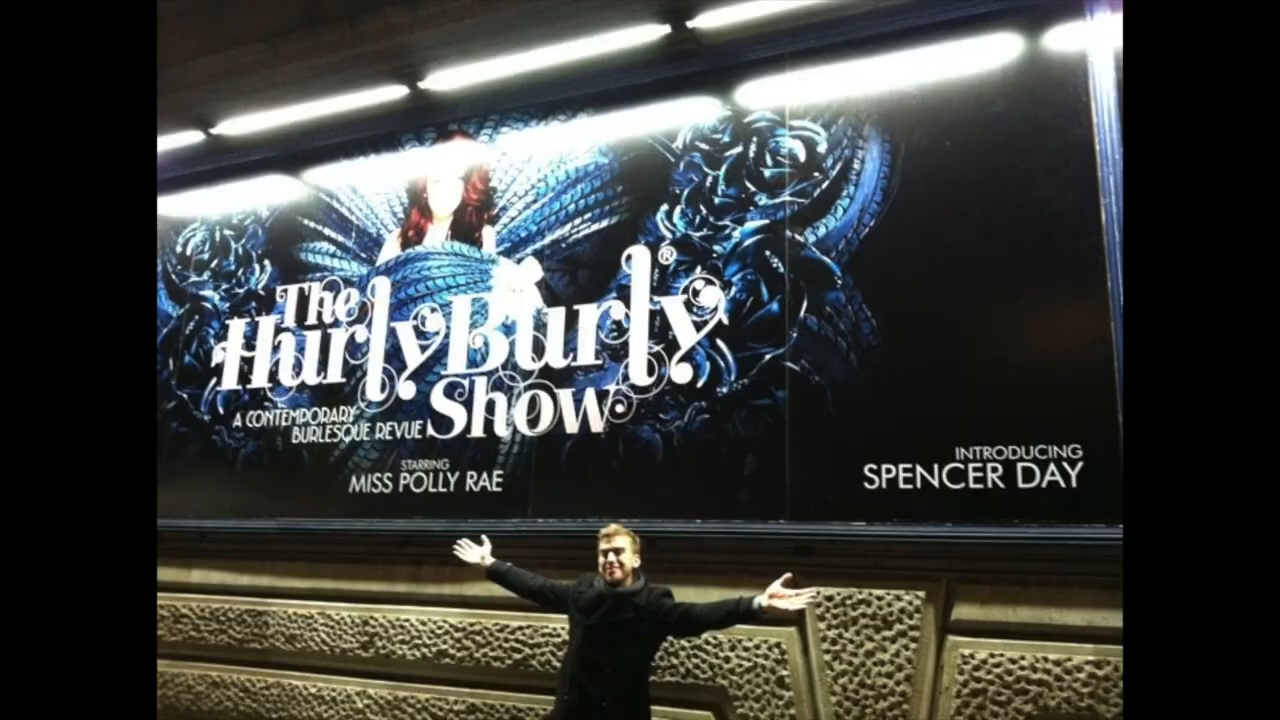 The
HurlyBurly®
Show
A CONTEMPORARY
BURLESQUE REVUE
STARRING
MISS POLLY RAE
INTRODUCING
SPENCER DAY